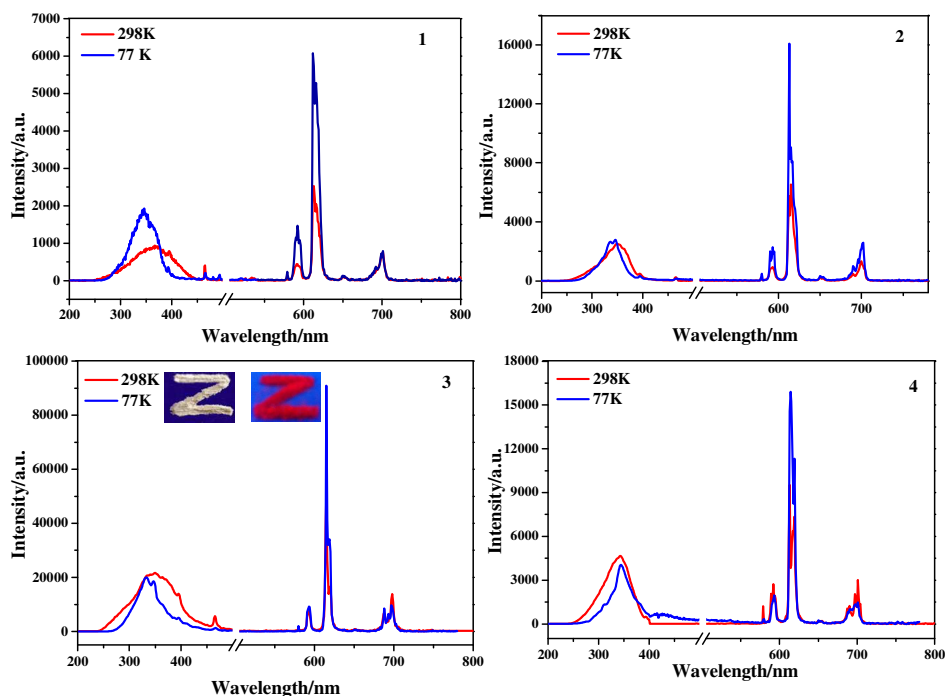 7000
6000
5000
4000
3000
2000
1000
0
Intensity/a.u.
298K
77 K
1
200 300 400 600 700 800
Wavelength/nm
16000
12000
8000
4000
0
Intensity/a.u.
298K
77K
2
200 300 400 600 700
Wavelength/nm
100000
80000
60000
40000
20000
0
Intensity/a.u.
298K
77K
Z
Z
3
200 300 400 600 700 800
Wavelength/nm
18000
15000
12000
9000
6000
3000
0
Intensity/a.u.
298K
77K
4
200 300 400 600 700 800
Wavelength/nm